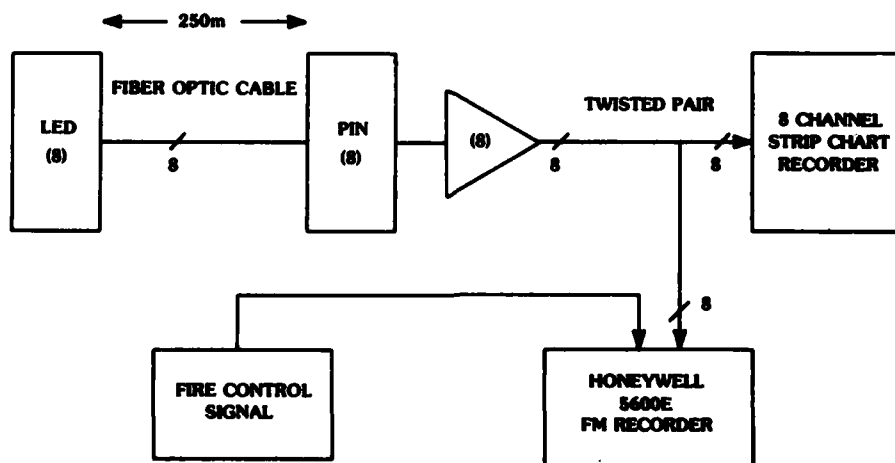 250m
FIBER OPTIC CABLE
LED
(8)
8
PIN
(8)
(8)
8
TWISTED PAIR
8
8 CHANNEL
STRIP CHART
RECORDER
8
FIRE CONTROL
SIGNAL
HONEYWELL
5600E
FM RECORDER